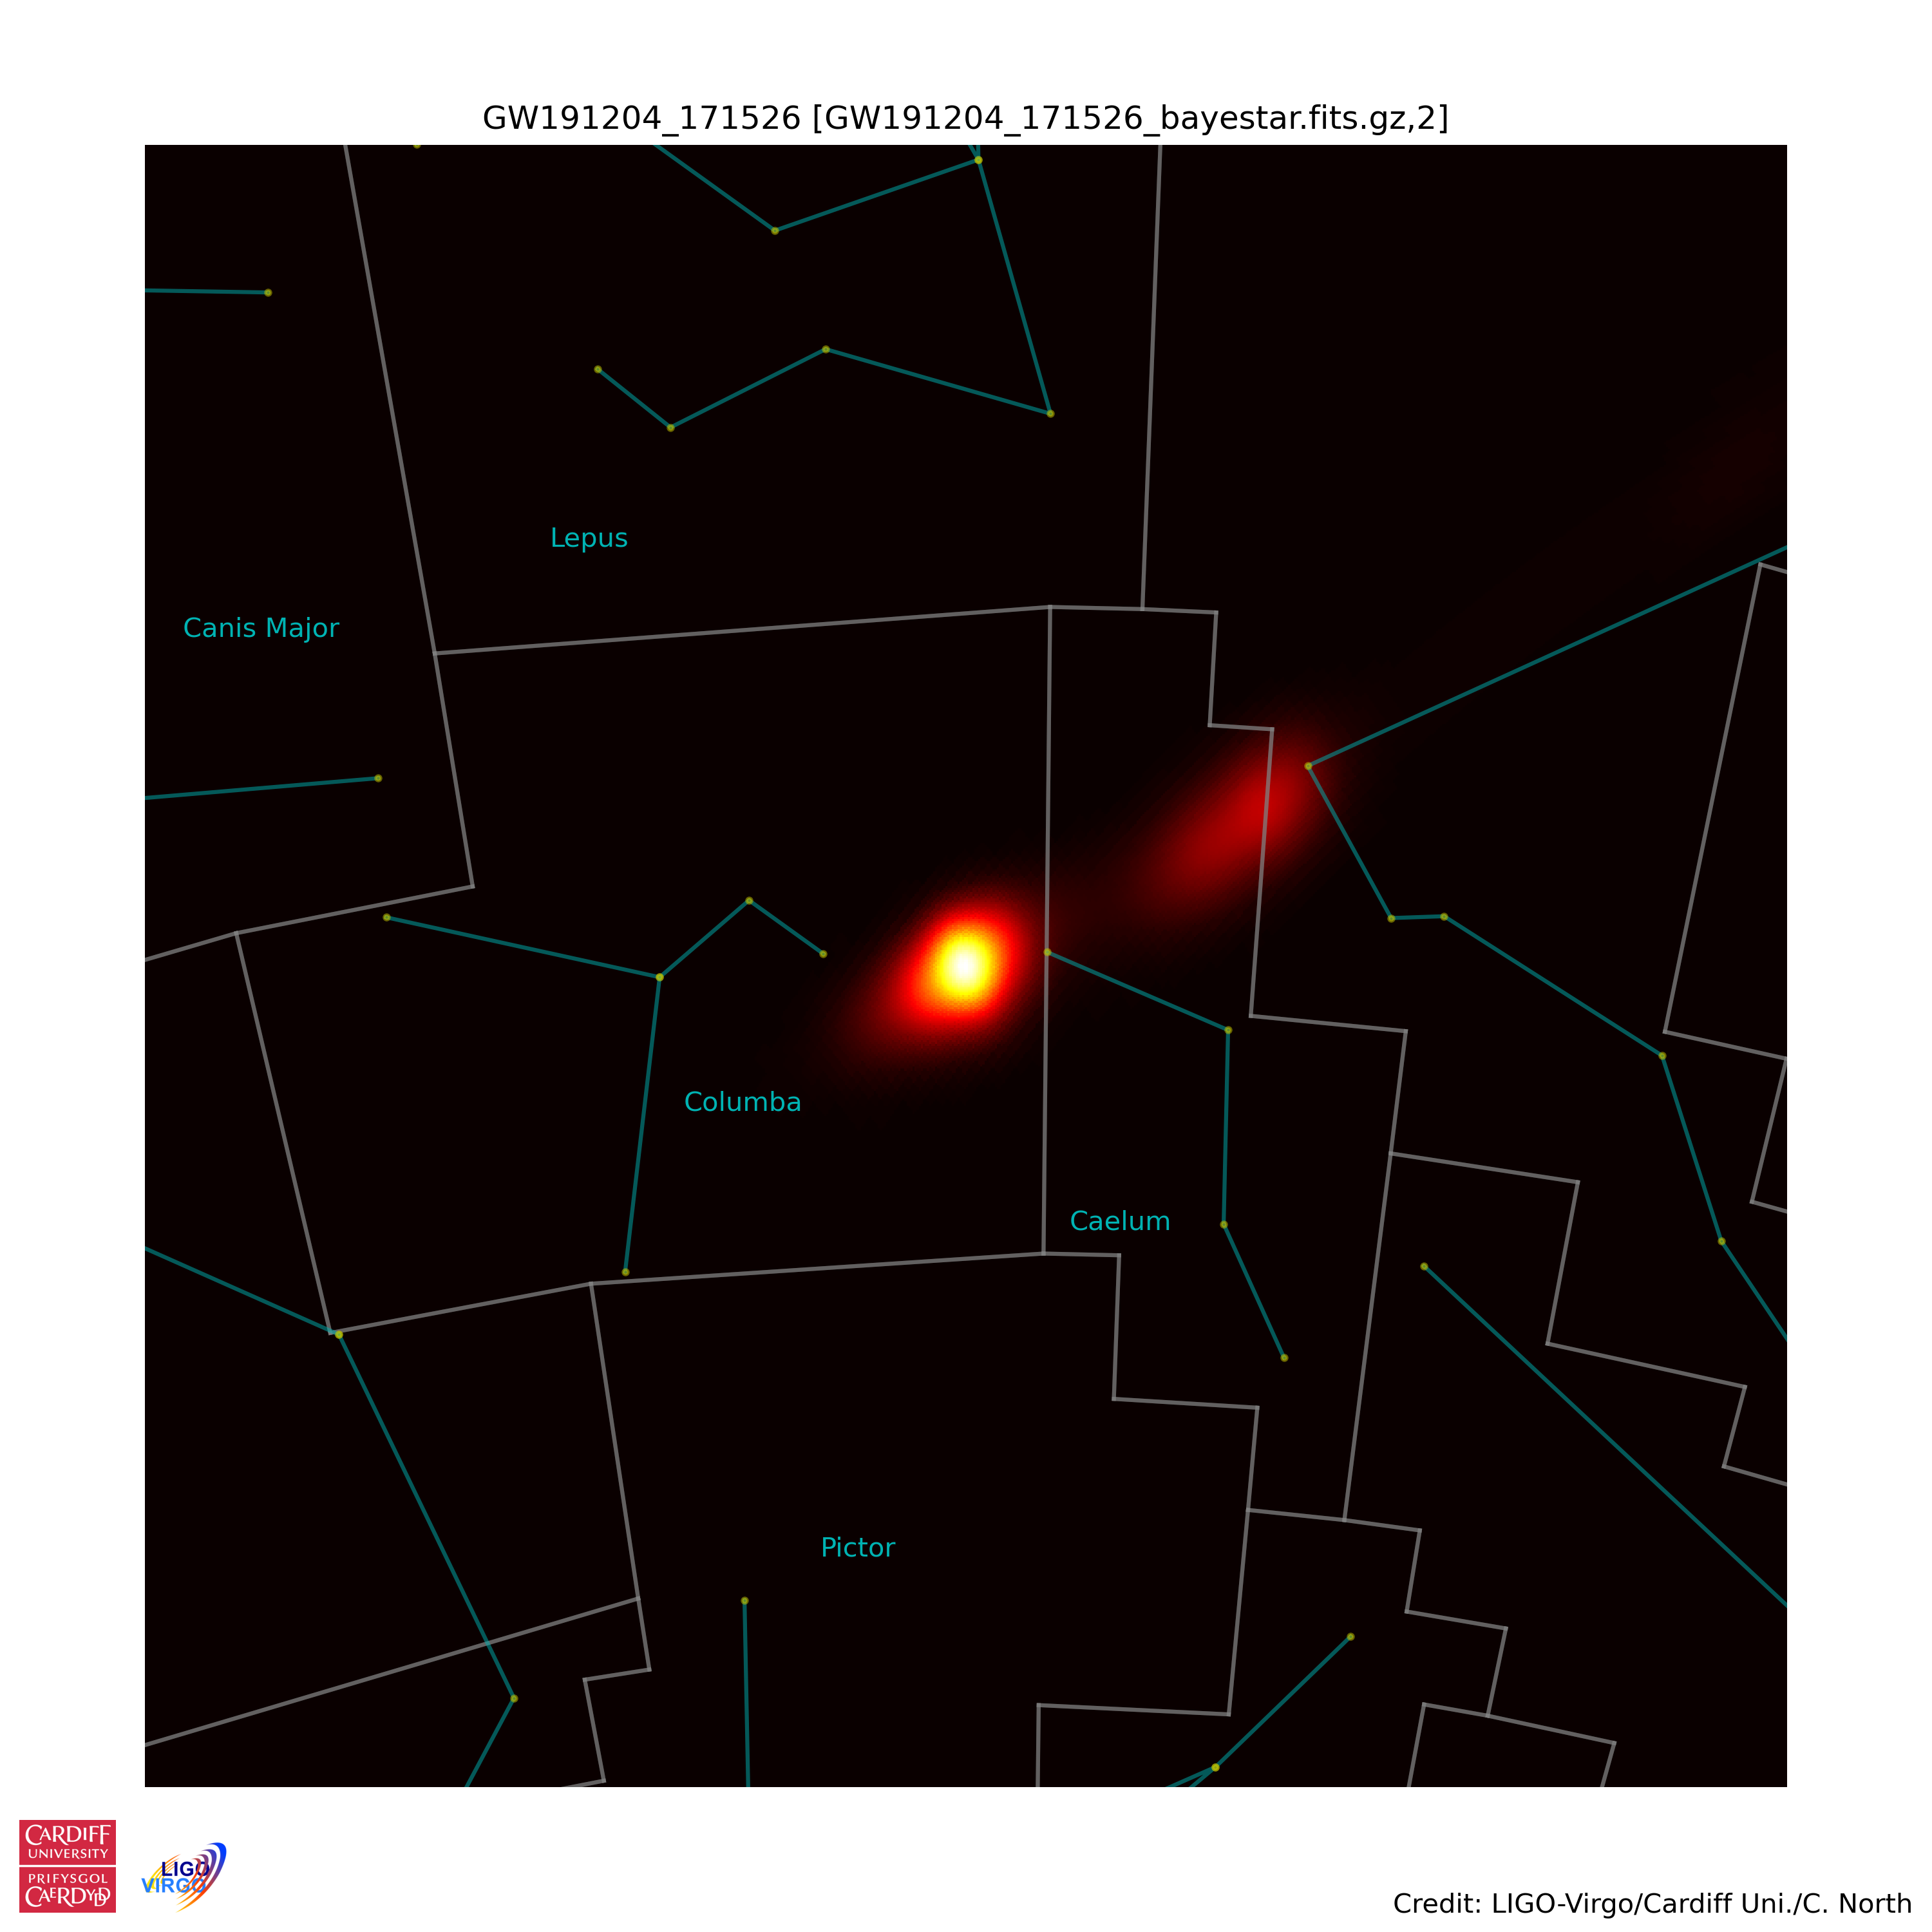 GW191204_171526 [GW191204_171526_bayestar.fits.gz,2]
Lepus
Canis Major
Columba
Caelum
Pictor
CARDIFF
UNIVERSITY
PRIFYSGOL
CAERDYDD
LIGO
VIRGO
Credit: LIGO-Virgo/Cardiff Uni./C. North